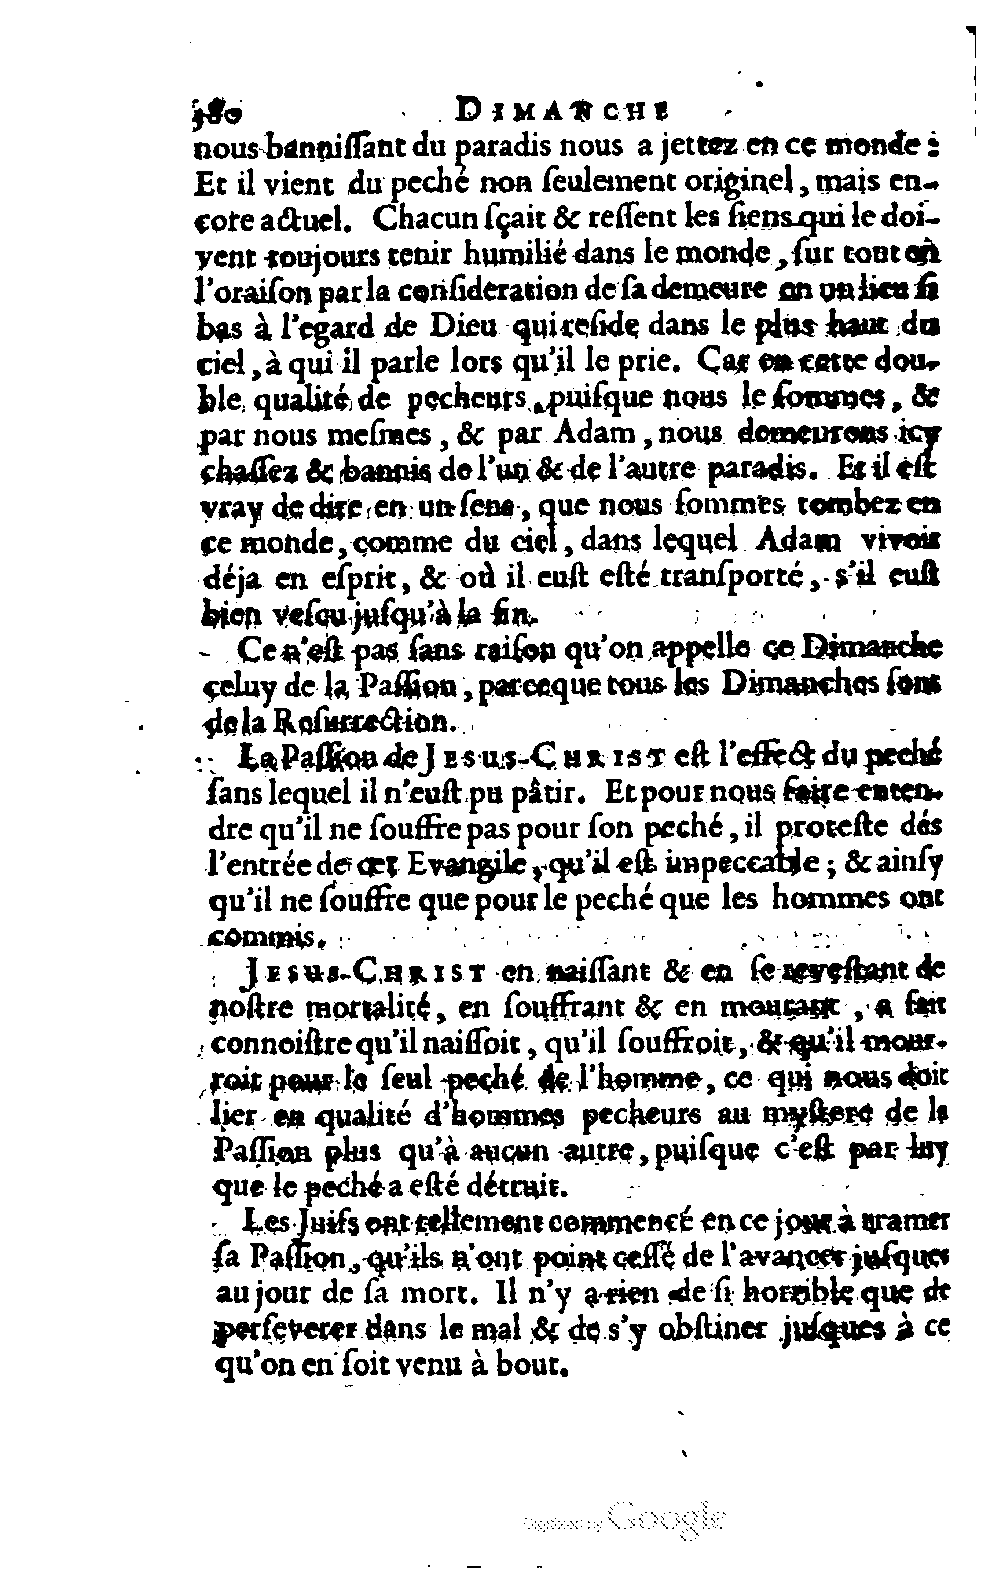 380 DIMANCHE
nous bannissant du paradis nous a jettez en ce monde :
Et il vient du peché non seulement originel, mais en-
core actuel. Chacun sçait & ressent les siens qui le doi-
vent toujours tenir humilié dans le monde, sur tout en
l'oraison par la consideration de sa demeure en un lieu si
bas à l'egard de Dieu qui reside dans le plus haut du
ciel, à qui il parle lors qu'il le prie. Car en cette dou-
ble qualité de pecheurs, puisque nous le sommes, &
par nous mesmes, & par Adam, nous demeurons icy
chassez & bannis de l'un & de l'autre paradis. Et il est
vray de dire en un sens, que nous sommes tombez en
ce monde, comme du ciel, dans lequel Adam vivoit
déja en esprit, & où il eust esté transporté, s'il eust
bien vescu jusqu'à la fin.
Ce n'est pas sans raison qu'on appelle ce Dimanche
celuy de la Passion, parceque tous les Dimanches sont
de la Resurrection.
La Passion de JESUS-CHRIST est l'effect du peché
sans lequel il n'eust pu pâtir. Et pour nous faire enten-
dre qu'il ne souffre pas pour son peché, il proteste dés
l'entrée de cet Evangile, qu'il est impeccable; & ainsy
qu'il ne souffre que pour le peché que les hommes ont
commis.
JESUS-CHRIST en naissant & en se revestant de
nostre mortalité, en souffrant & en mourant, a fait
connoistre qu'il naissoit, qu'il souffroit, & qu'il mour-
roit pour le seul peché de l'homme, ce qui nous doit
lier en qualité d'hommes pecheurs au mystere de la
Passion plus qu'à aucun autre, puisque c'est par luy
que le peché a esté détruit.
Les Juifs ont tellement commencé en ce jour à tramer
sa Passion, qu'ils n'ont point cessé de l'avancer jusques
au jour de sa mort. Il n'y a rien de si horrible que de
perseverer dans le mal & de s'y obstiner jusques à ce
qu'on en soit venu à bout.
Digitized by Google